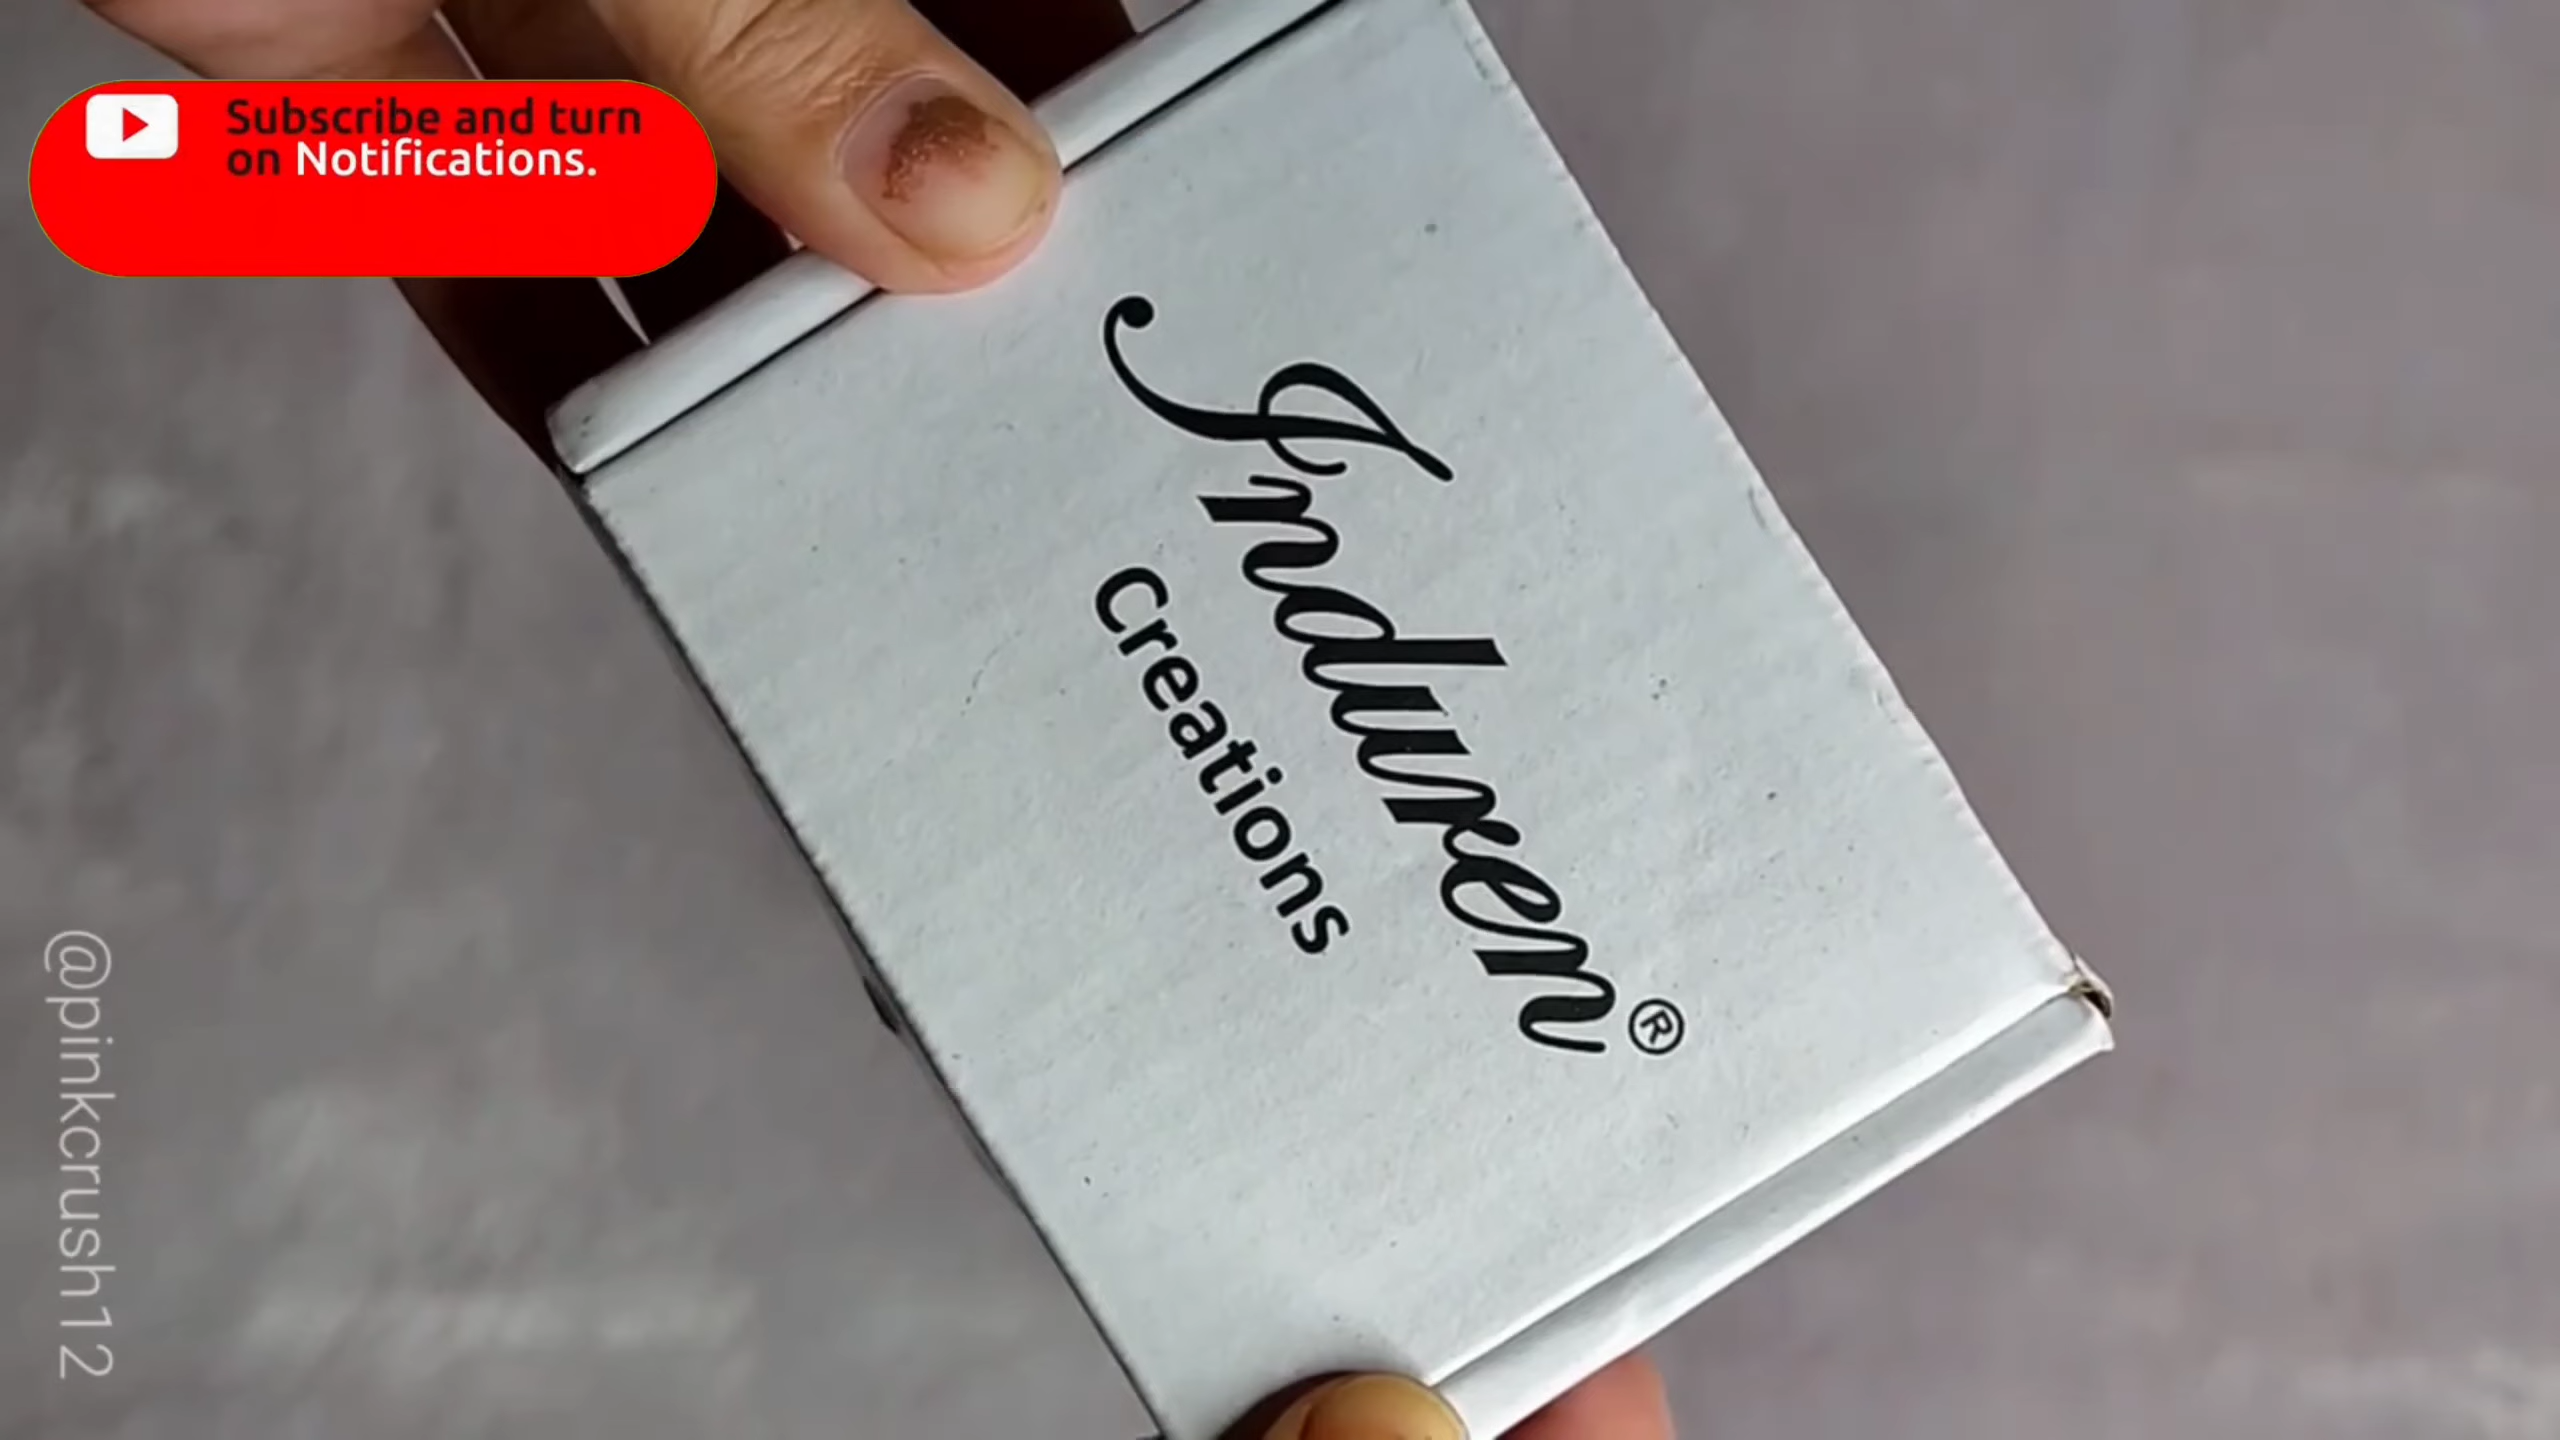 Subscribe and turn
on Notifications.
Induren®
Creations
@pinkcrush12